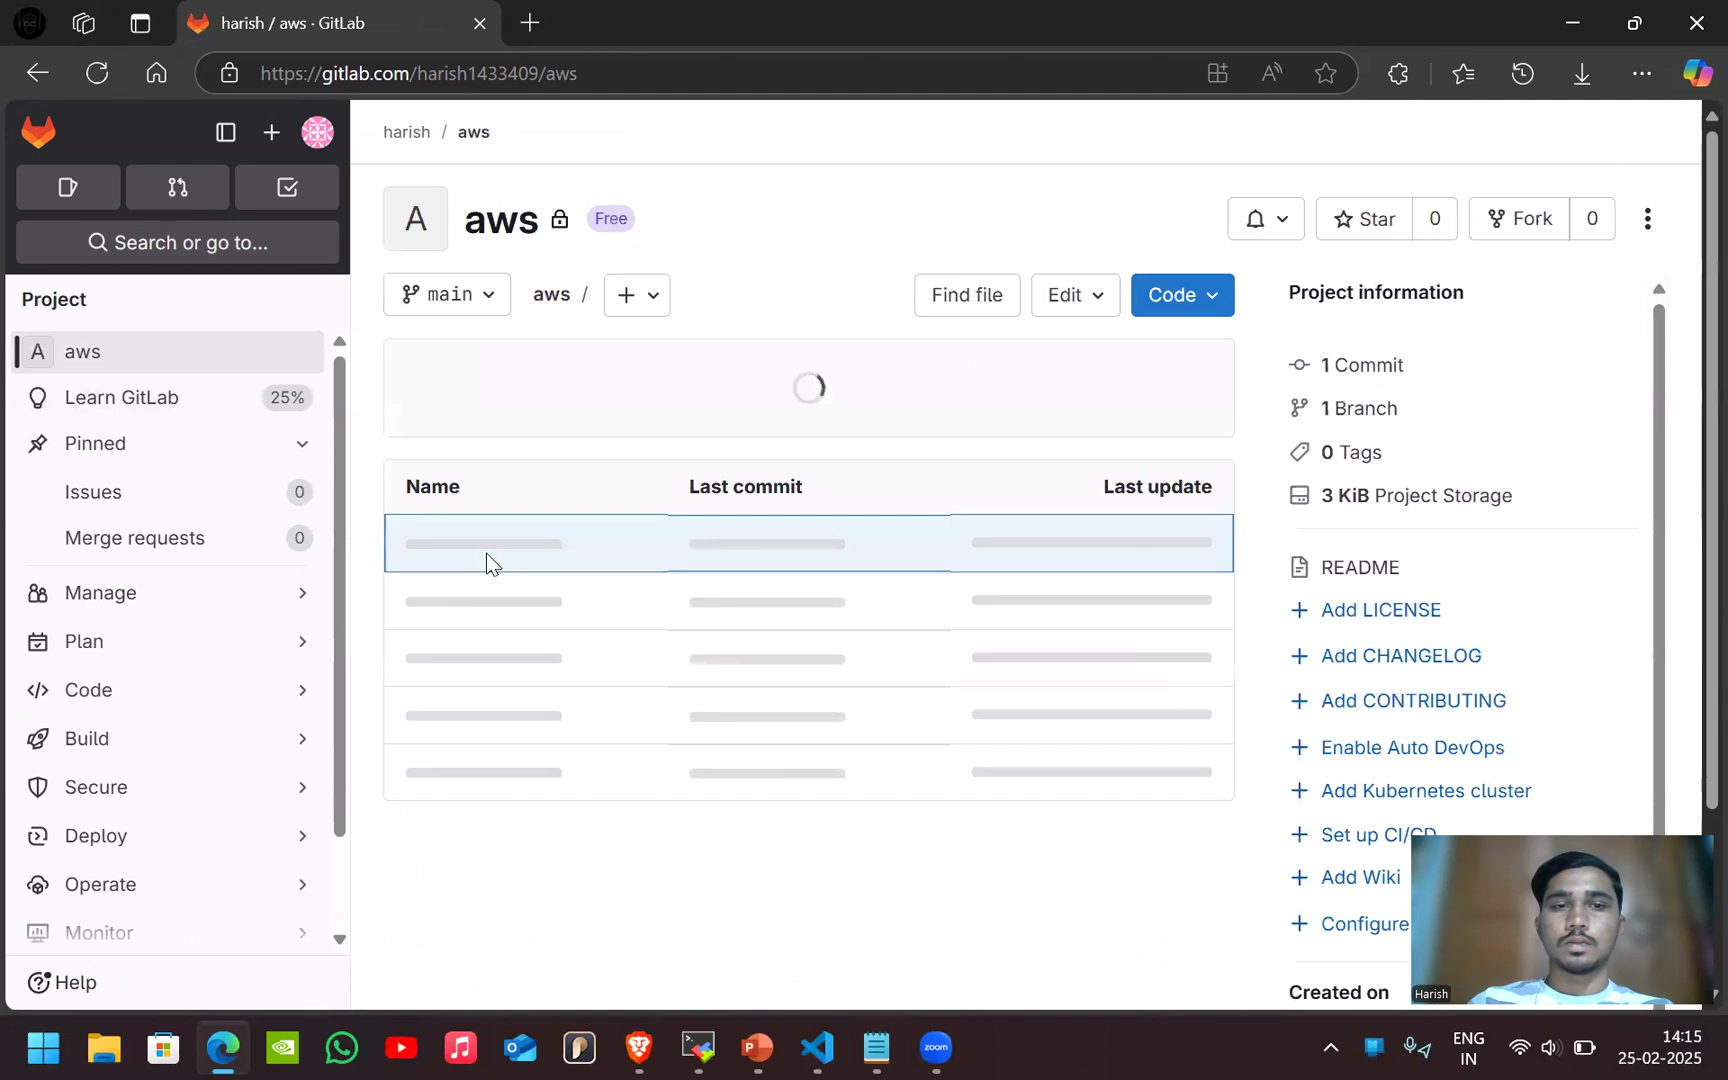 harish / aws · GitLab
https://gitlab.com/harish1433409/aws
harish / aws
A
aws
Free
Star
0
Fork
0
Search or go to...
main
aws /
Find file
Edit
Code
Project
A
aws
Learn GitLab
25%
Pinned
Issues
0
Merge requests
0
Manage
Plan
Code
Build
Secure
Deploy
Operate
Monitor
Help
Name
Last commit
Last update
Project information
1 Commit
1 Branch
0 Tags
3 KiB Project Storage
README
Add LICENSE
Add CHANGELOG
Add CONTRIBUTING
Enable Auto DevOps
Add Kubernetes cluster
Set up CI/CD
Add Wiki
Configure
Created on
Harish
zoom
ENG
IN
14:15
25-02-2025